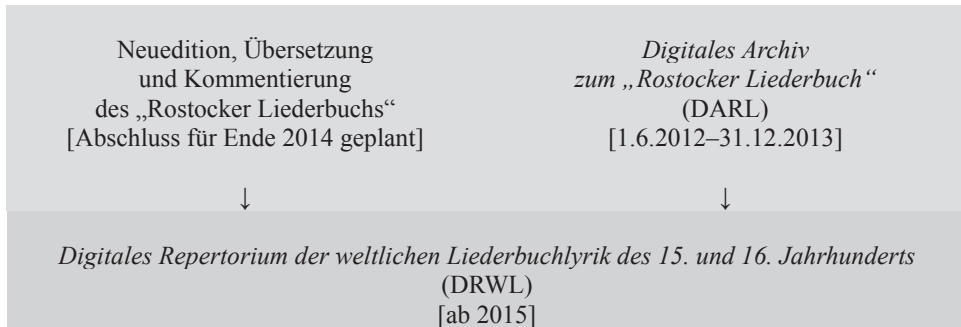 Neuedition, Übersetzung
und Kommentierung
des „Rostocker Liederbuchs“
[Abschluss für Ende 2014 geplant]
Digitales Archiv
zum „Rostocker Liederbuch“
(DARL)
[1.6.2012–31.12.2013]
↓ ↓
Digitales Repertorium der weltlichen Liederbuchlyrik des 15. und 16. Jahrhunderts
(DRWL)
[ab 2015]